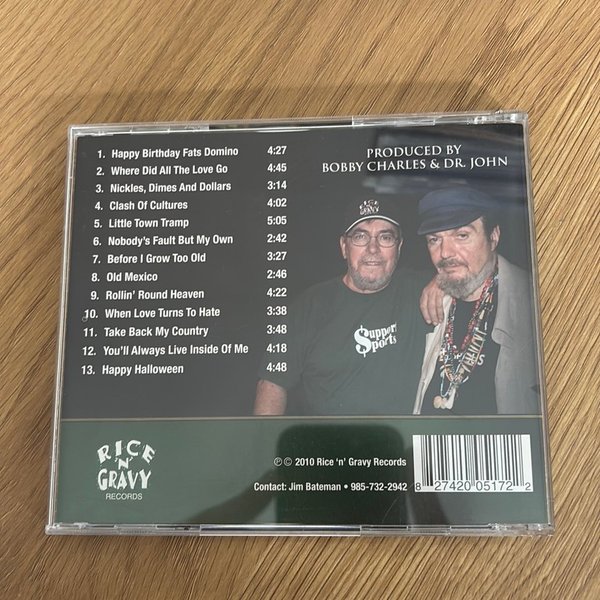 1. Happy Birthday Fats Domino 4:27
2. Where Did All The Love Go 4:45
3. Nickles, Dimes And Dollars 3:14
4. Clash Of Cultures 4:02
5. Little Town Tramp 5:05
6. Nobody's Fault But My Own 2:42
7. Before I Grow Too Old 3:27
8. Old Mexico 2:46
9. Rollin' Round Heaven 4:22
10. When Love Turns To Hate 3:38
11. Take Back My Country 3:48
12. You'll Always Live Inside Of Me 4:18
13. Happy Halloween 4:48
PRODUCED BY
BOBBY CHARLES & DR. JOHN
RICE
'N'
GRAVY
Support
$ports
RICE
'N'
GRAVY
RECORDS
℗ © 2010 Rice 'n' Gravy Records
Contact: Jim Bateman • 985-732-2942
8 27420 05172 2